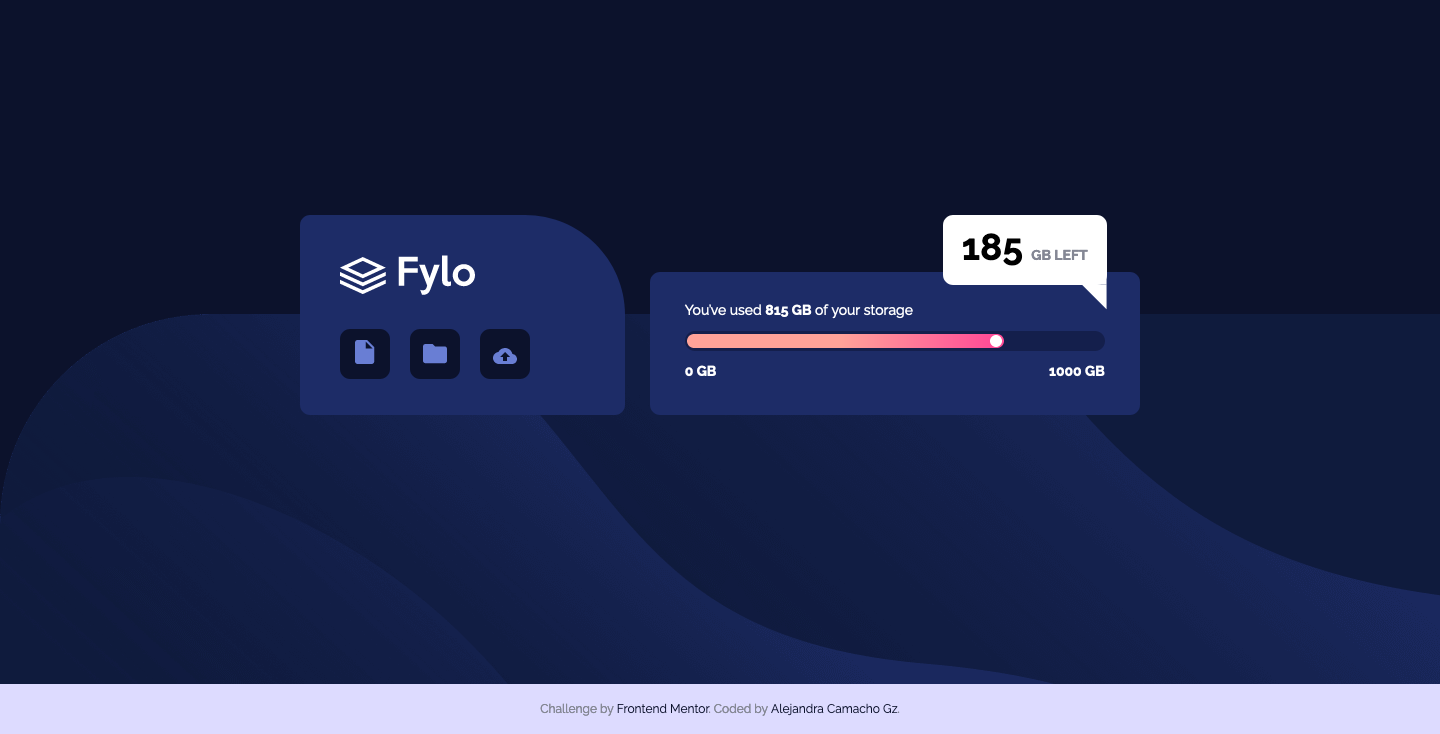 Fylo
185 GB LEFT
You've used 815 GB of your storage
0 GB
1000 GB
Challenge by Frontend Mentor. Coded by Alejandra Camacho Gz.